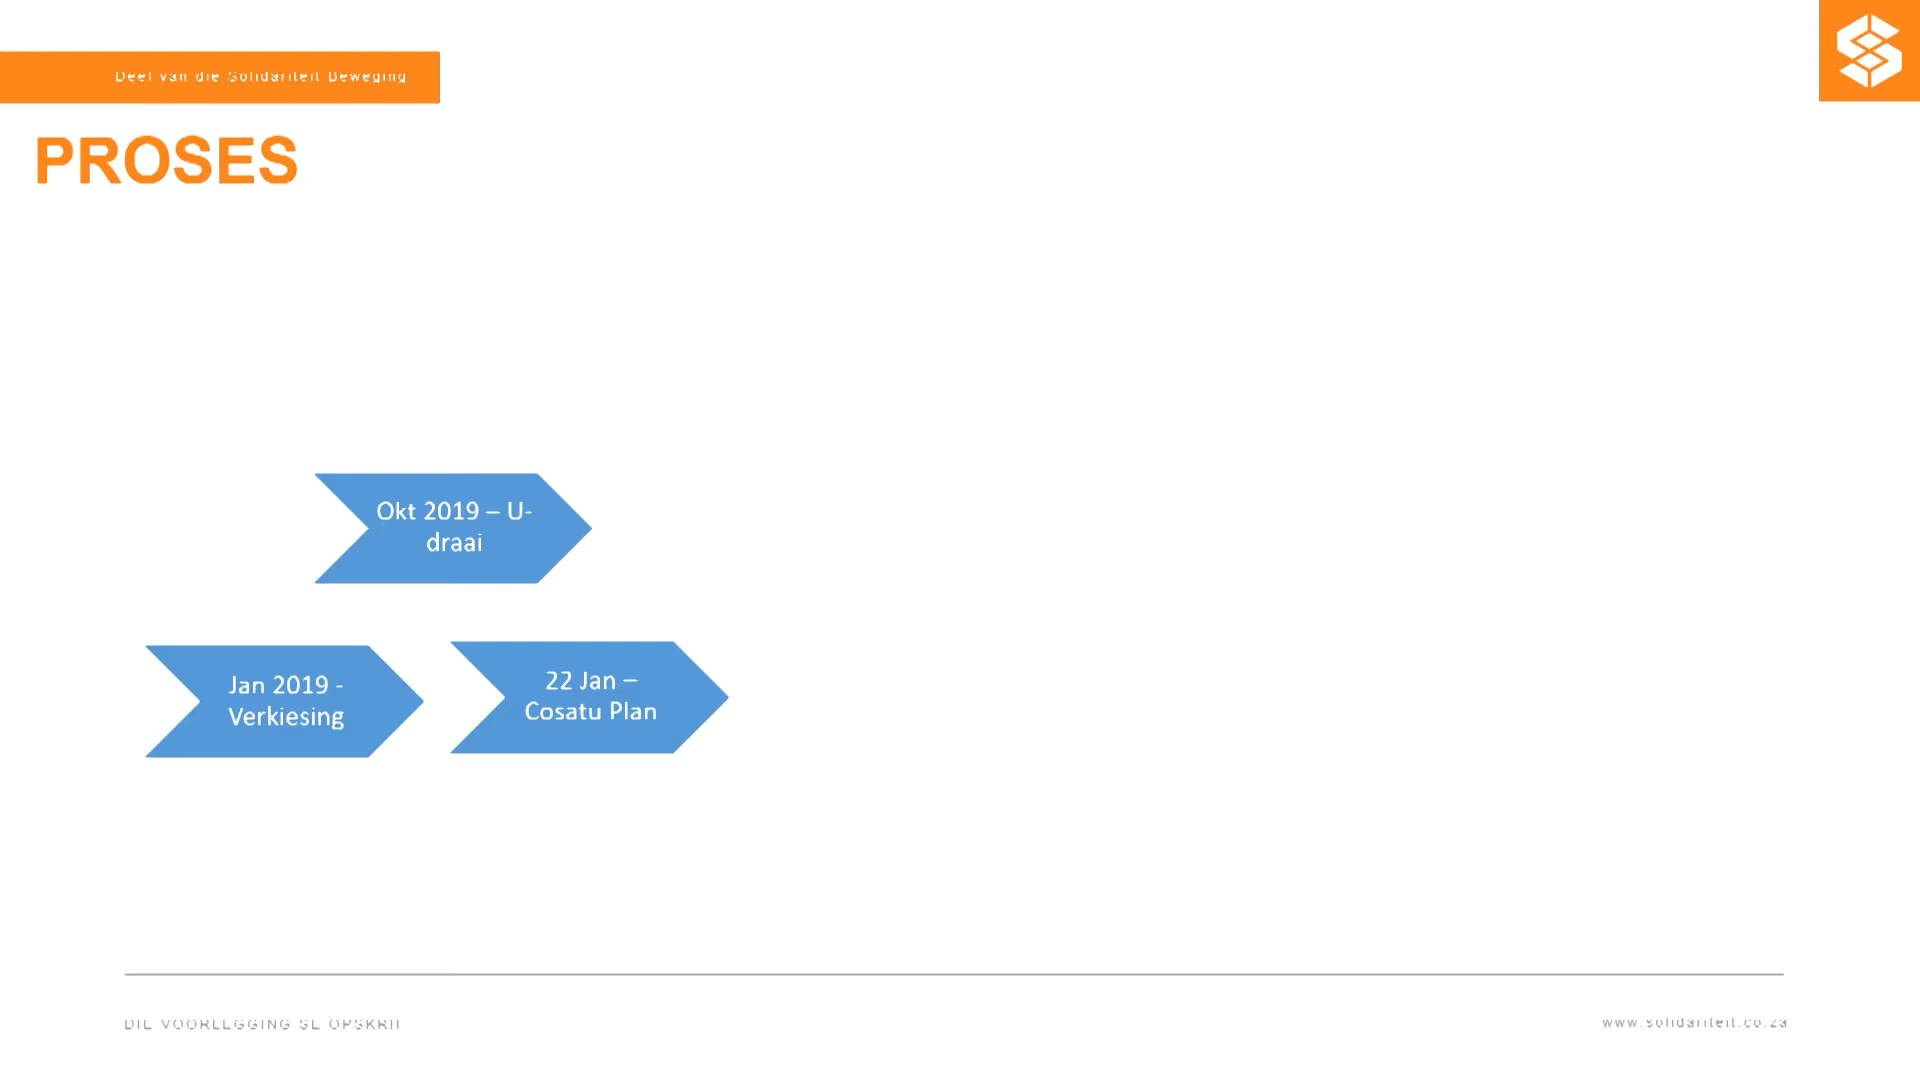 Deel van die Solidariteit Beweging
PROSES
Okt 2019 – U-
draai
Jan 2019 -
Verkiesing
22 Jan –
Cosatu Plan
DIE VOORLEGGING SE OPSKRIF
www.solidariteit.co.za